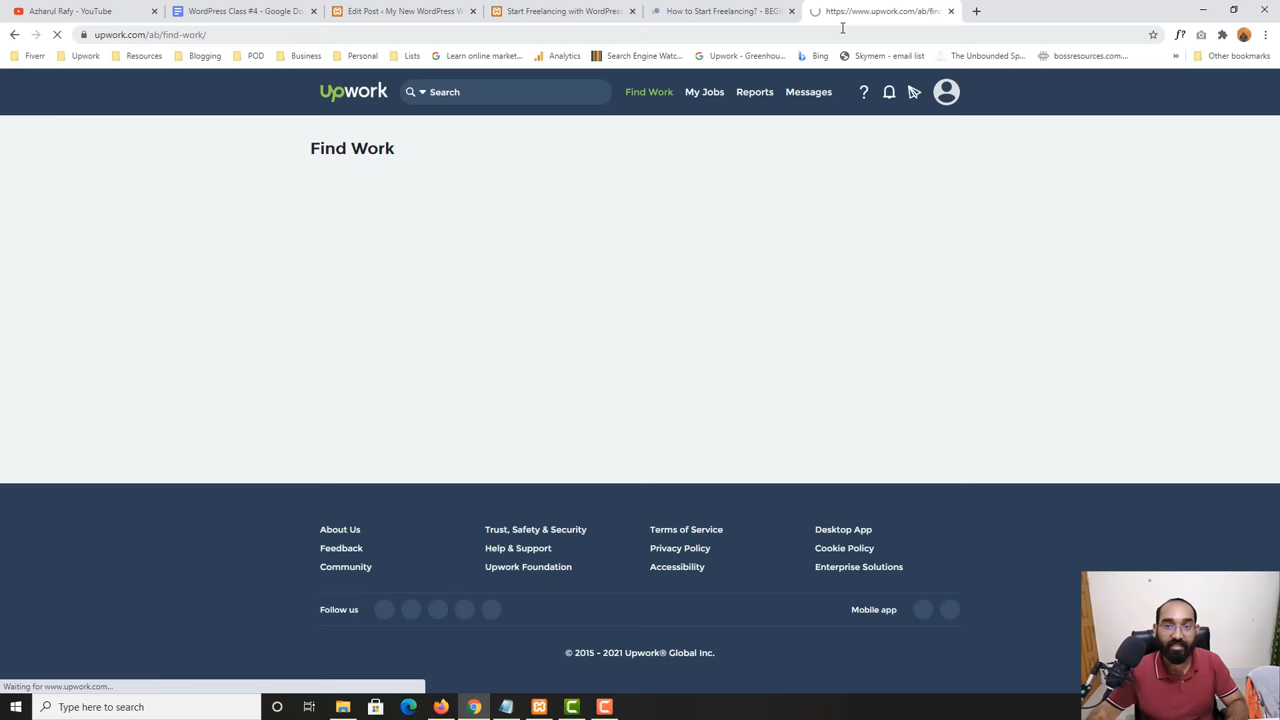 Azharul Rafy - YouTube
WordPress Class #4 - Google Do
Edit Post ‹ My New WordPress W
Start Freelancing with WordPress
How to Start Freelancing? - BEGI
https://www.upwork.com/ab/fin
upwork.com/ab/find-work/
Fiverr
Upwork
Resources
Blogging
POD
Business
Personal
Lists
Learn online market...
Analytics
Search Engine Watc...
Upwork - Greenhou...
Bing
Skymem - email list
The Unbounded Sp...
bossresources.com...
»
Other bookmarks
upwork
Search
Find Work
My Jobs
Reports
Messages
?
Find Work
About Us
Trust, Safety & Security
Terms of Service
Desktop App
Feedback
Help & Support
Privacy Policy
Cookie Policy
Community
Upwork Foundation
Accessibility
Enterprise Solutions
Follow us
Mobile app
© 2015 - 2021 Upwork® Global Inc.
Waiting for www.upwork.com...
Type here to search